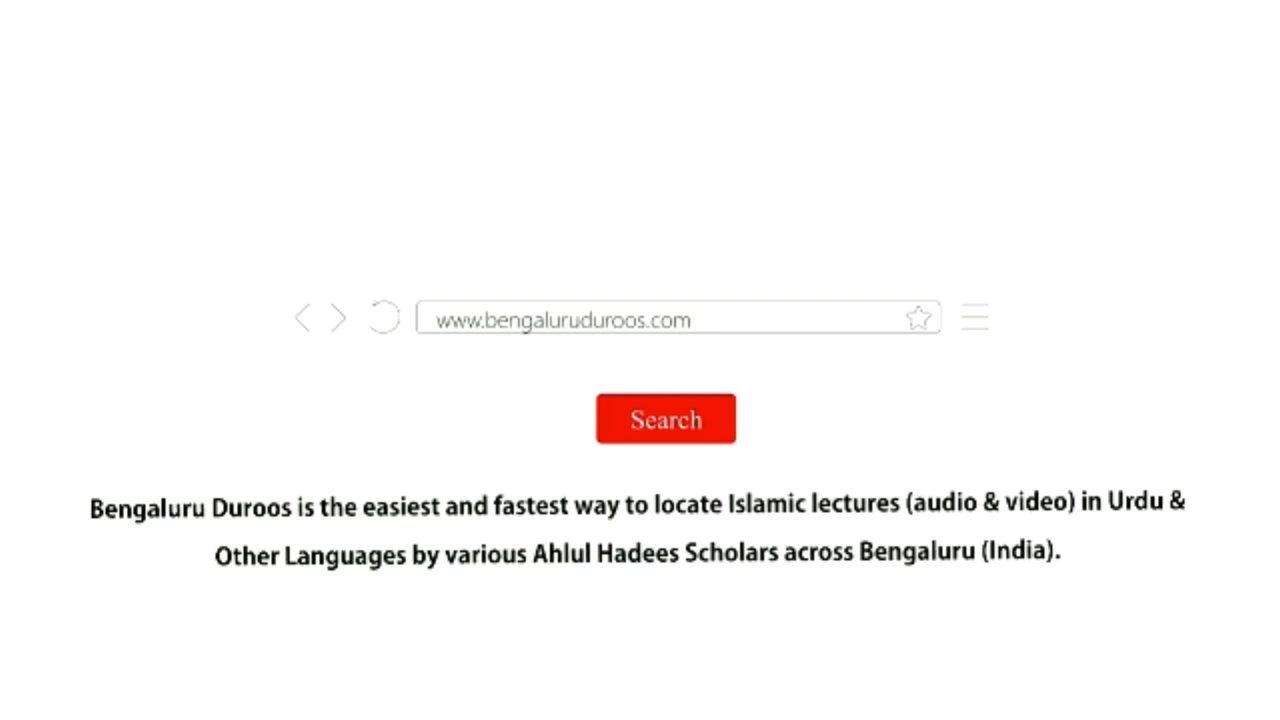 www.bengaluruduroos.com
Search
Bengaluru Duroos is the easiest and fastest way to locate Islamic lectures (audio & video) in Urdu &
Other Languages by various Ahlul Hadees Scholars across Bengaluru (India).